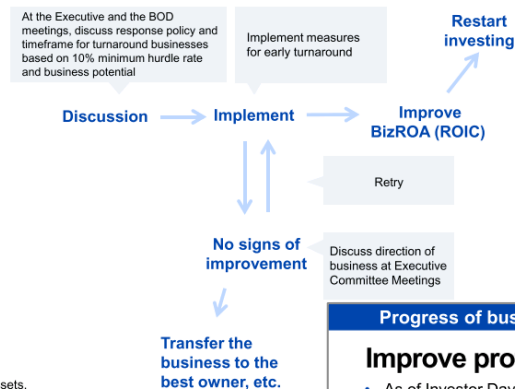 At the Executive and the BOD
meetings, discuss response policy and
timeframe for turnaround businesses
based on 10% minimum hurdle rate
and business potential
Implement measures
for early turnaround
Restart
investing
Discussion
Implement
Improve
BizROA (ROIC)
Retry
No signs of
improvement
Discuss direction of
business at Executive
Committee Meetings
Transfer the
business to the
best owner, etc.
Progress of bus
Improve pro
• As of Investor Day
sets.